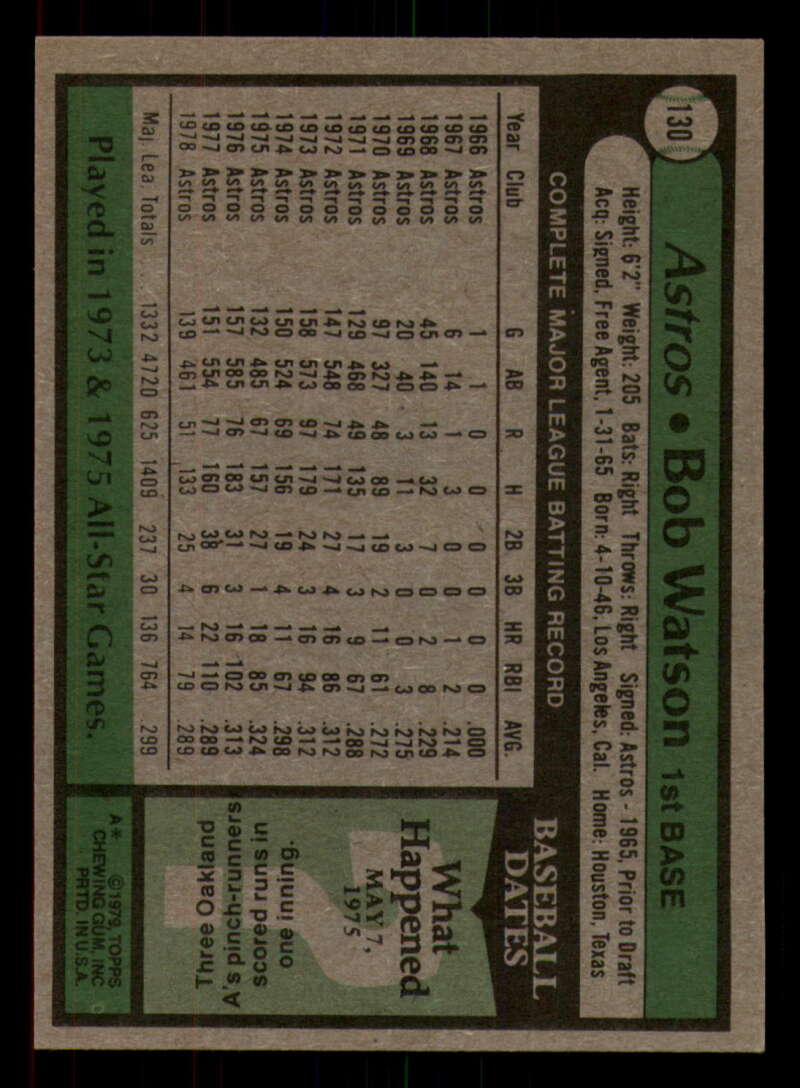 130
Astros • Bob Watson 1st BASE
Height: 6'2" Weight: 205 Bats: Right Throws: Right Signed: Astros - 1965, Prior to Draft
Acq: Signed, Free Agent, 1-31-65 Born: 4-10-46, Los Angeles, Cal. Home: Houston, Texas
COMPLETE MAJOR LEAGUE BATTING RECORD
Year Club G AB R H 2B 3B HR RBI AVG.
1966 Astros 1 1 0 0 0 0 0 0 .000
1967 Astros 6 14 1 3 0 0 1 2 .214
1968 Astros 45 140 13 32 7 0 2 8 .229
1969 Astros 20 40 3 11 3 0 0 3 .275
1970 Astros 97 327 48 89 19 2 11 61 .272
1971 Astros 129 468 49 135 17 3 9 67 .288
1972 Astros 147 548 74 171 27 4 16 86 .312
1973 Astros 158 573 97 179 24 3 16 94 .312
1974 Astros 150 524 69 156 19 4 11 67 .298
1975 Astros 132 485 67 157 27 1 18 85 .324
1976 Astros 157 585 76 183 31 3 16 102 .313
1977 Astros 151 554 77 160 38 6 22 110 .289
1978 Astros 139 461 51 133 25 4 14 79 .289
Maj. Lea. Totals . . . 1332 4720 625 1409 237 30 136 764 .299
Played in 1973 & 1975 All-Star Games.
BASEBALL
DATES
What
Happened
MAY 7,
1975
Three Oakland
A's pinch-runners
scored runs in
one inning.
A* ©1979, TOPPS
CHEWING GUM, INC
PRTD. IN U.S.A.